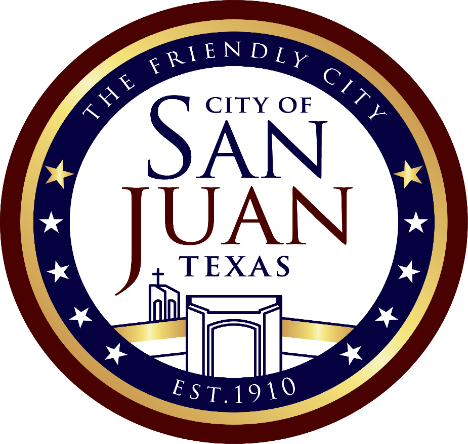 THE FRIENDLY CITY
CITY OF
SAN
JUAN
TEXAS
EST.1910